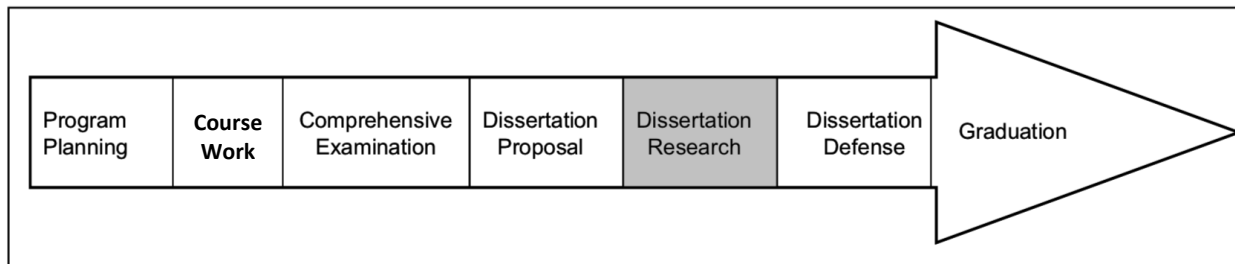 Program
Planning
Course
Work
Comprehensive
Examination
Dissertation
Proposal
Dissertation
Research
Dissertation
Defense
Graduation